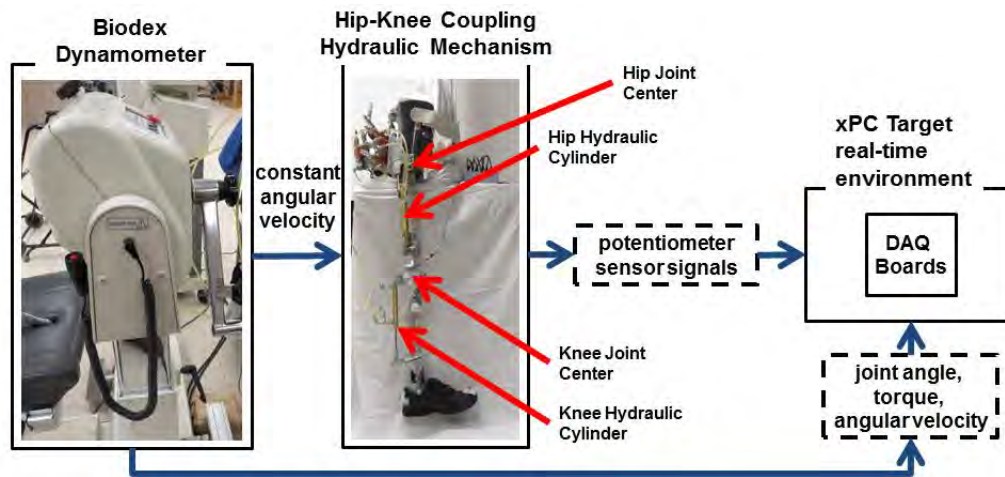 Biodex
Dynamometer
Hip-Knee Coupling
Hydraulic Mechanism
Hip Joint
Center
Hip Hydraulic
Cylinder
constant
angular
velocity
potentiometer
sensor signals
xPC Target
real-time
environment
DAQ
Boards
Knee Joint
Center
Knee Hydraulic
Cylinder
joint angle,
torque,
angular velocity